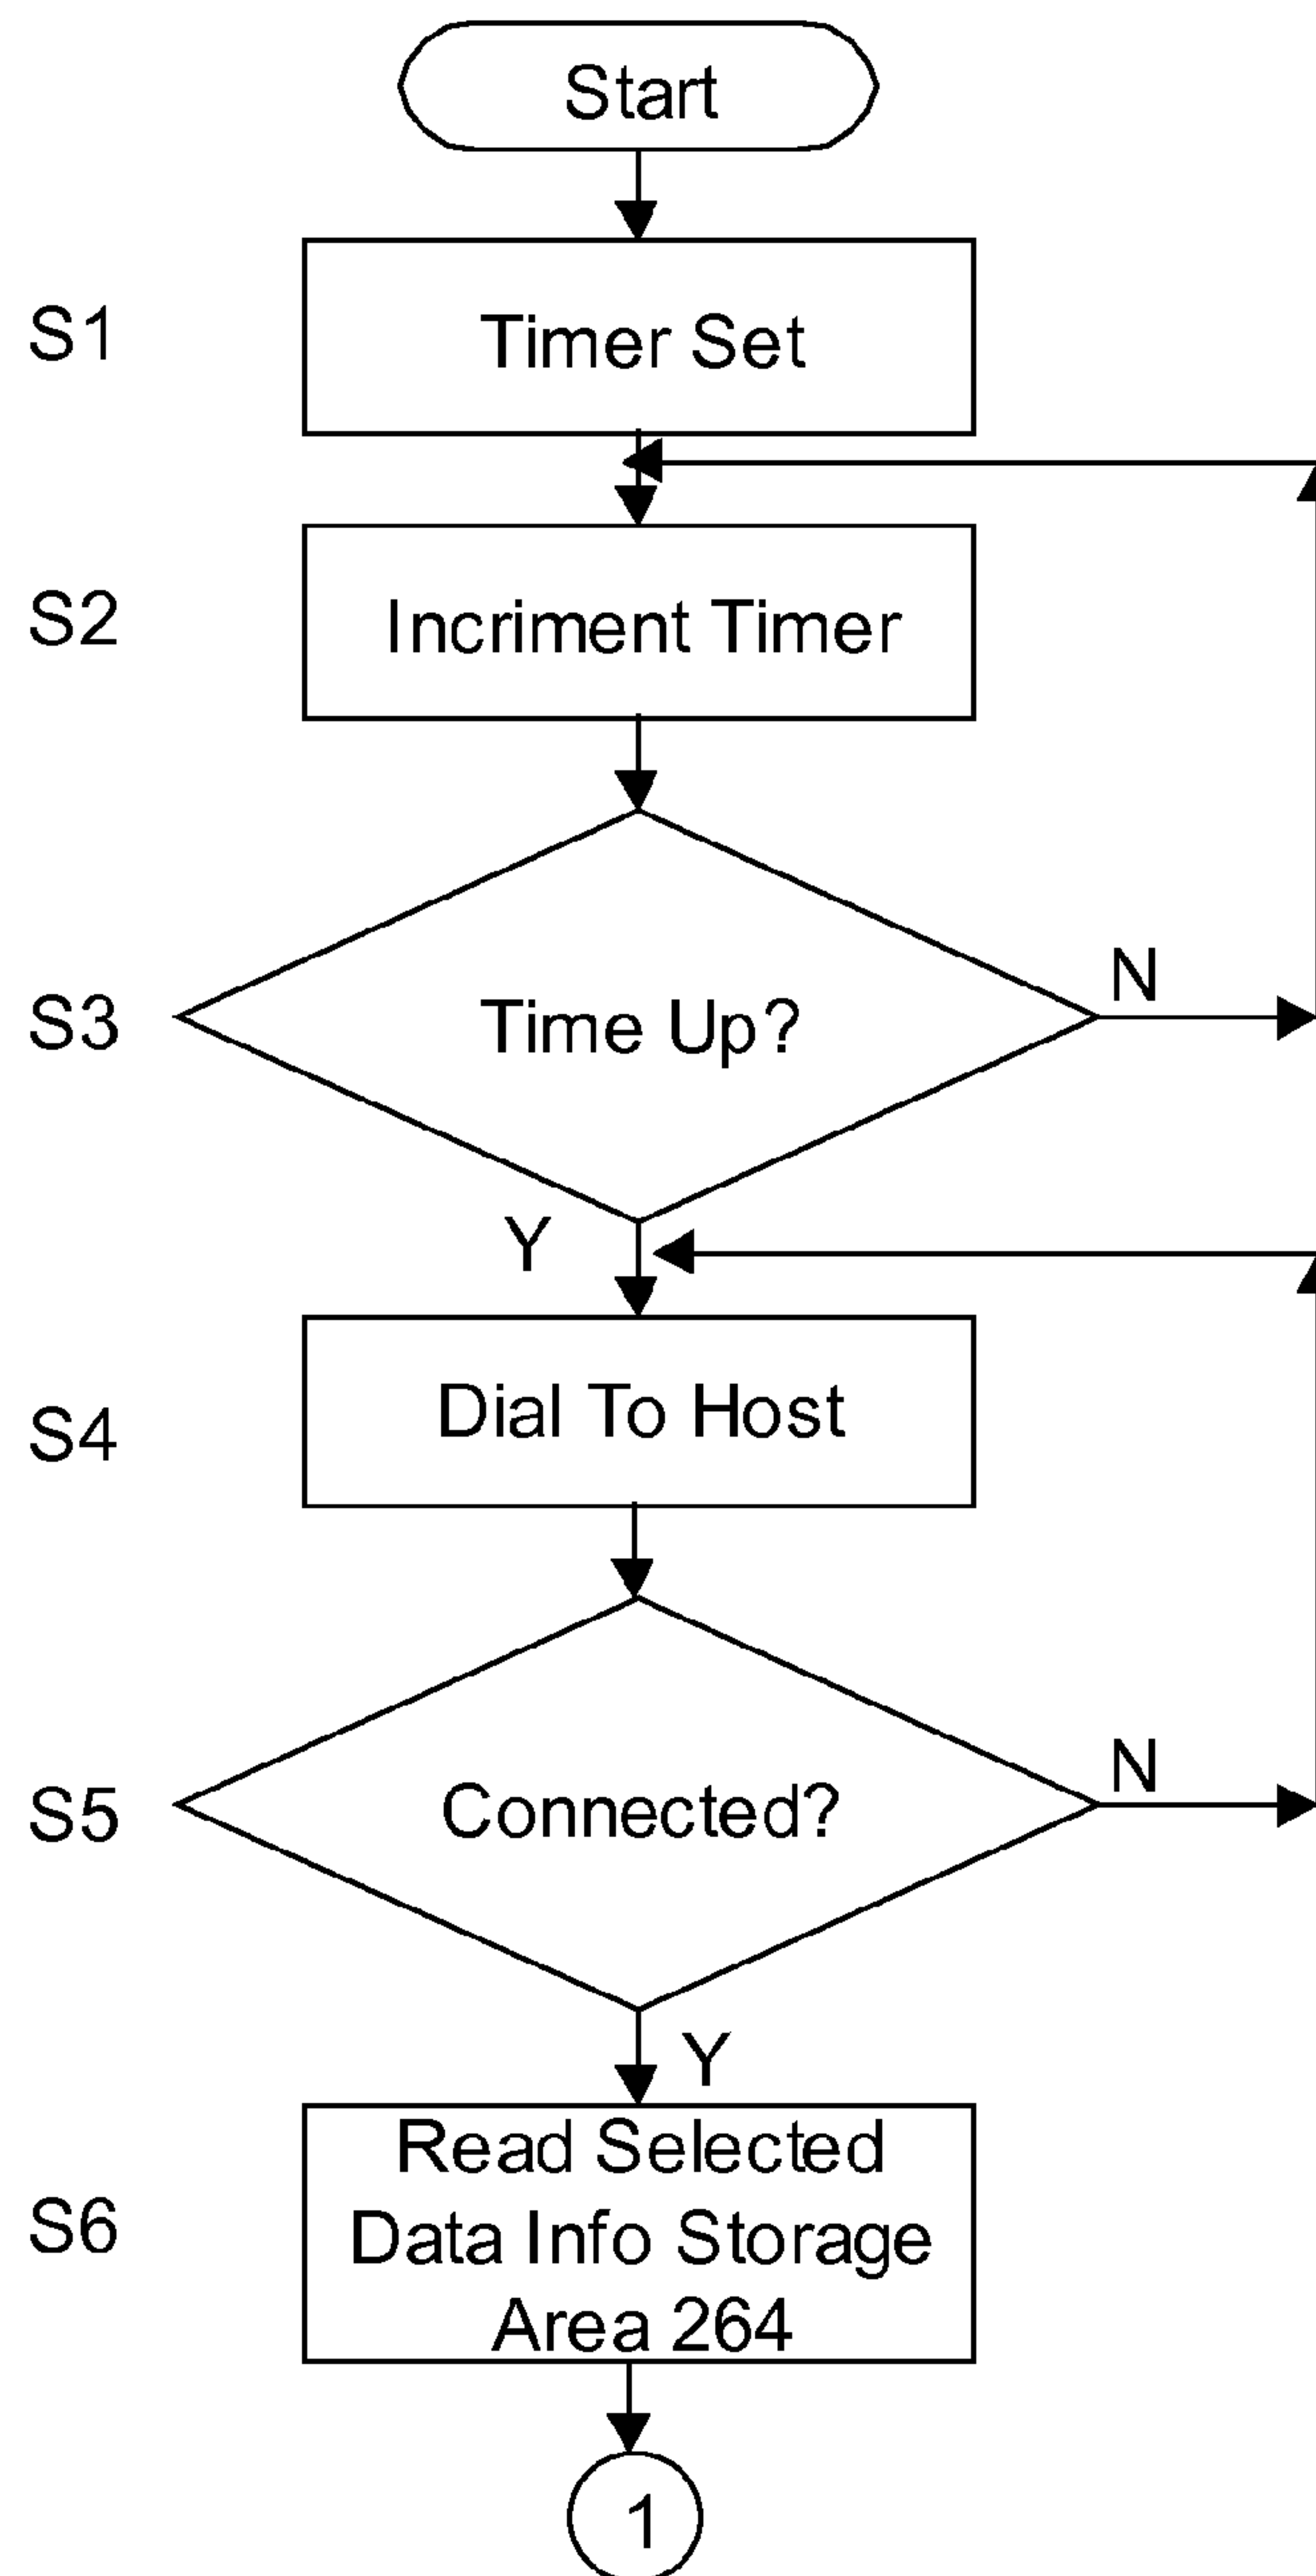 Start
S1
Timer Set
S2
Incriment Timer
S3
Time Up?
N
Y
S4
Dial To Host
S5
Connected?
N
Y
S6
Read Selected
Data Info Storage
Area 264
1